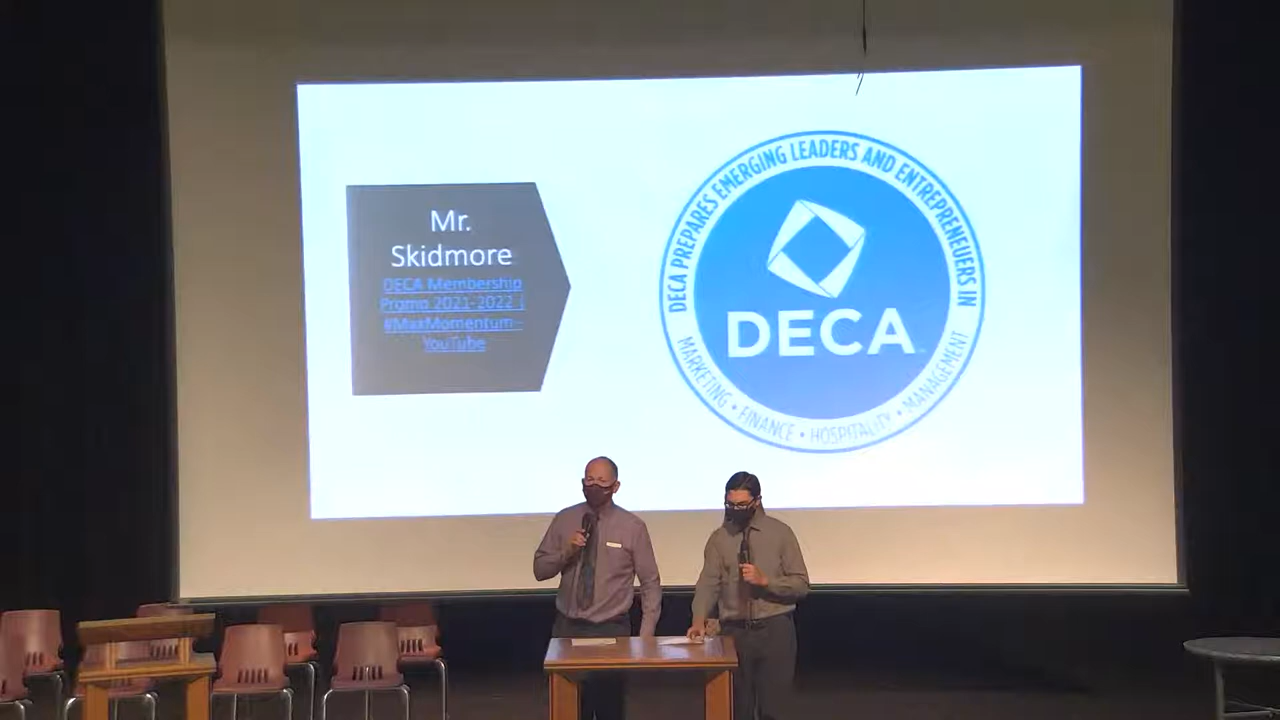 Mr.
Skidmore
DECA Membership
Promo 2021-2022 |
#MaxMomentum -
YouTube
DECA PREPARES EMERGING LEADERS AND ENTREPRENEUERS IN
DECA
MARKETING • FINANCE • HOSPITALITY • MANAGEMENT